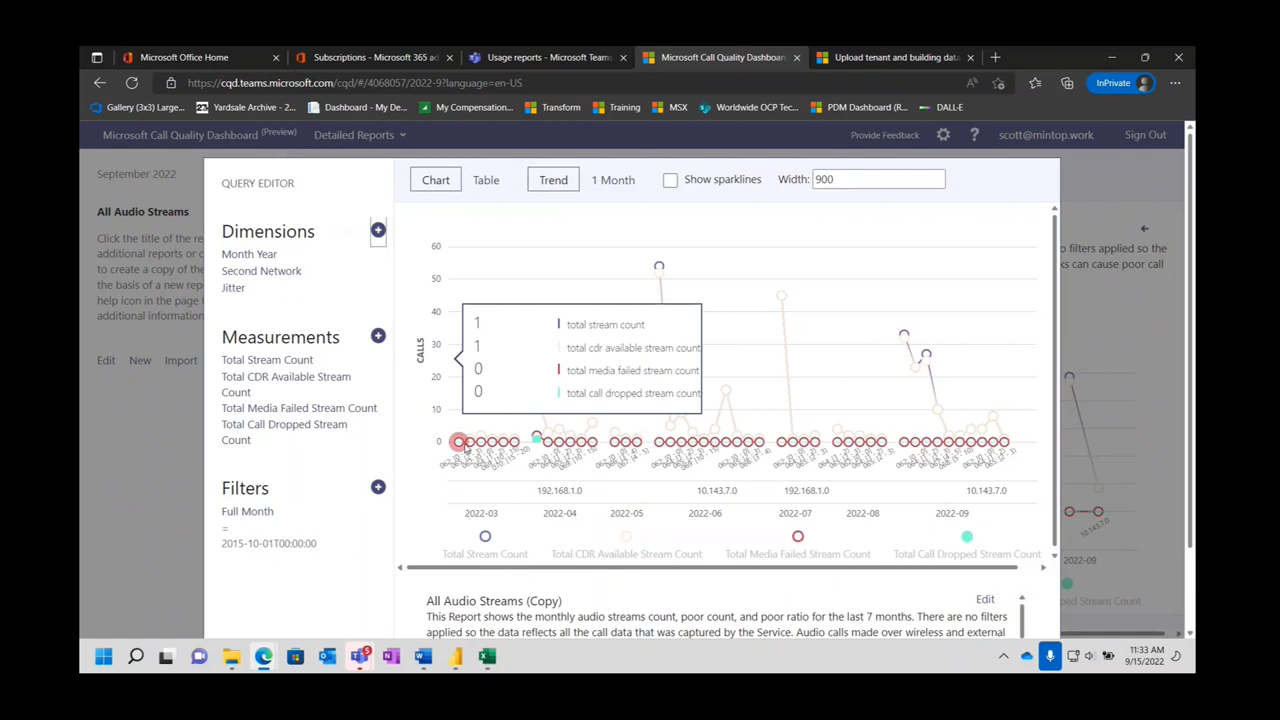 Microsoft Office Home
Subscriptions - Microsoft 365 ad
Usage reports - Microsoft Teams
Microsoft Call Quality Dashboard
Upload tenant and building data
https://cqd.teams.microsoft.com/cqd/#/4068057/2022-9?language=en-US
InPrivate
Gallery (3x3) Large...
Yardsale Archive - 2...
Dashboard - My De...
My Compensation...
Transform
Training
MSX
Worldwide OCP Tec...
PDM Dashboard (R...
DALL-E
Microsoft Call Quality Dashboard (Preview)
Detailed Reports
Provide Feedback
scott@mintop.work
Sign Out
September 2022
All Audio Streams
Click the title of the re
additional reports or c
to create a copy of the
the basis of a new rep
help icon in the page t
additional information
Edit New Import
QUERY EDITOR
Dimensions
Month Year
Second Network
Jitter
Measurements
Total Stream Count
Total CDR Available Stream
Count
Total Media Failed Stream Count
Total Call Dropped Stream
Count
Filters
Full Month
=
2015-10-01T00:00:00
Chart Table Trend 1 Month Show sparklines Width: 900
60
50
40
30
20
10
0
CALLS
1 total stream count
1 total cdr available stream count
0 total media failed stream count
0 total call dropped stream count
192.168.1.0 10.143.7.0 192.168.1.0 10.143.7.0
2022-03 2022-04 2022-05 2022-06 2022-07 2022-08 2022-09
Total Stream Count Total CDR Available Stream Count Total Media Failed Stream Count Total Call Dropped Stream Count
All Audio Streams (Copy)
Edit
This Report shows the monthly audio streams count, poor count, and poor ratio for the last 7 months. There are no filters
applied so the data reflects all the call data that was captured by the Service. Audio calls made over wireless and external
o filters applied so the
ks can cause poor call
10.143.7.0
2022-09
ed Stream Count
5
11:33 AM
9/15/2022